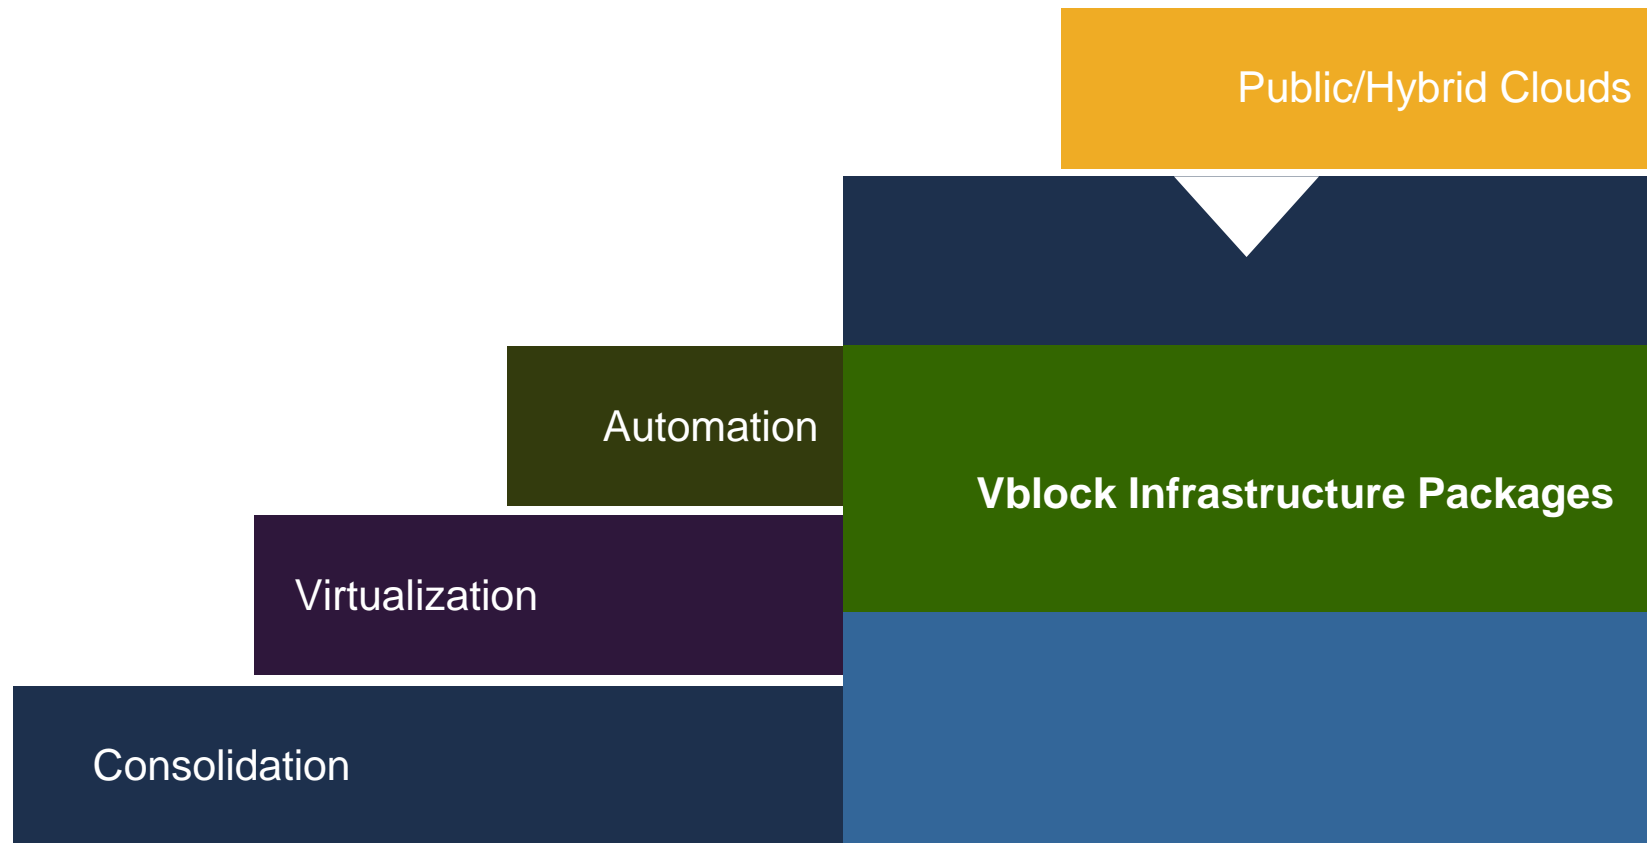 Public/Hybrid Clouds
Automation
Vblock Infrastructure Packages
Virtualization
Consolidation